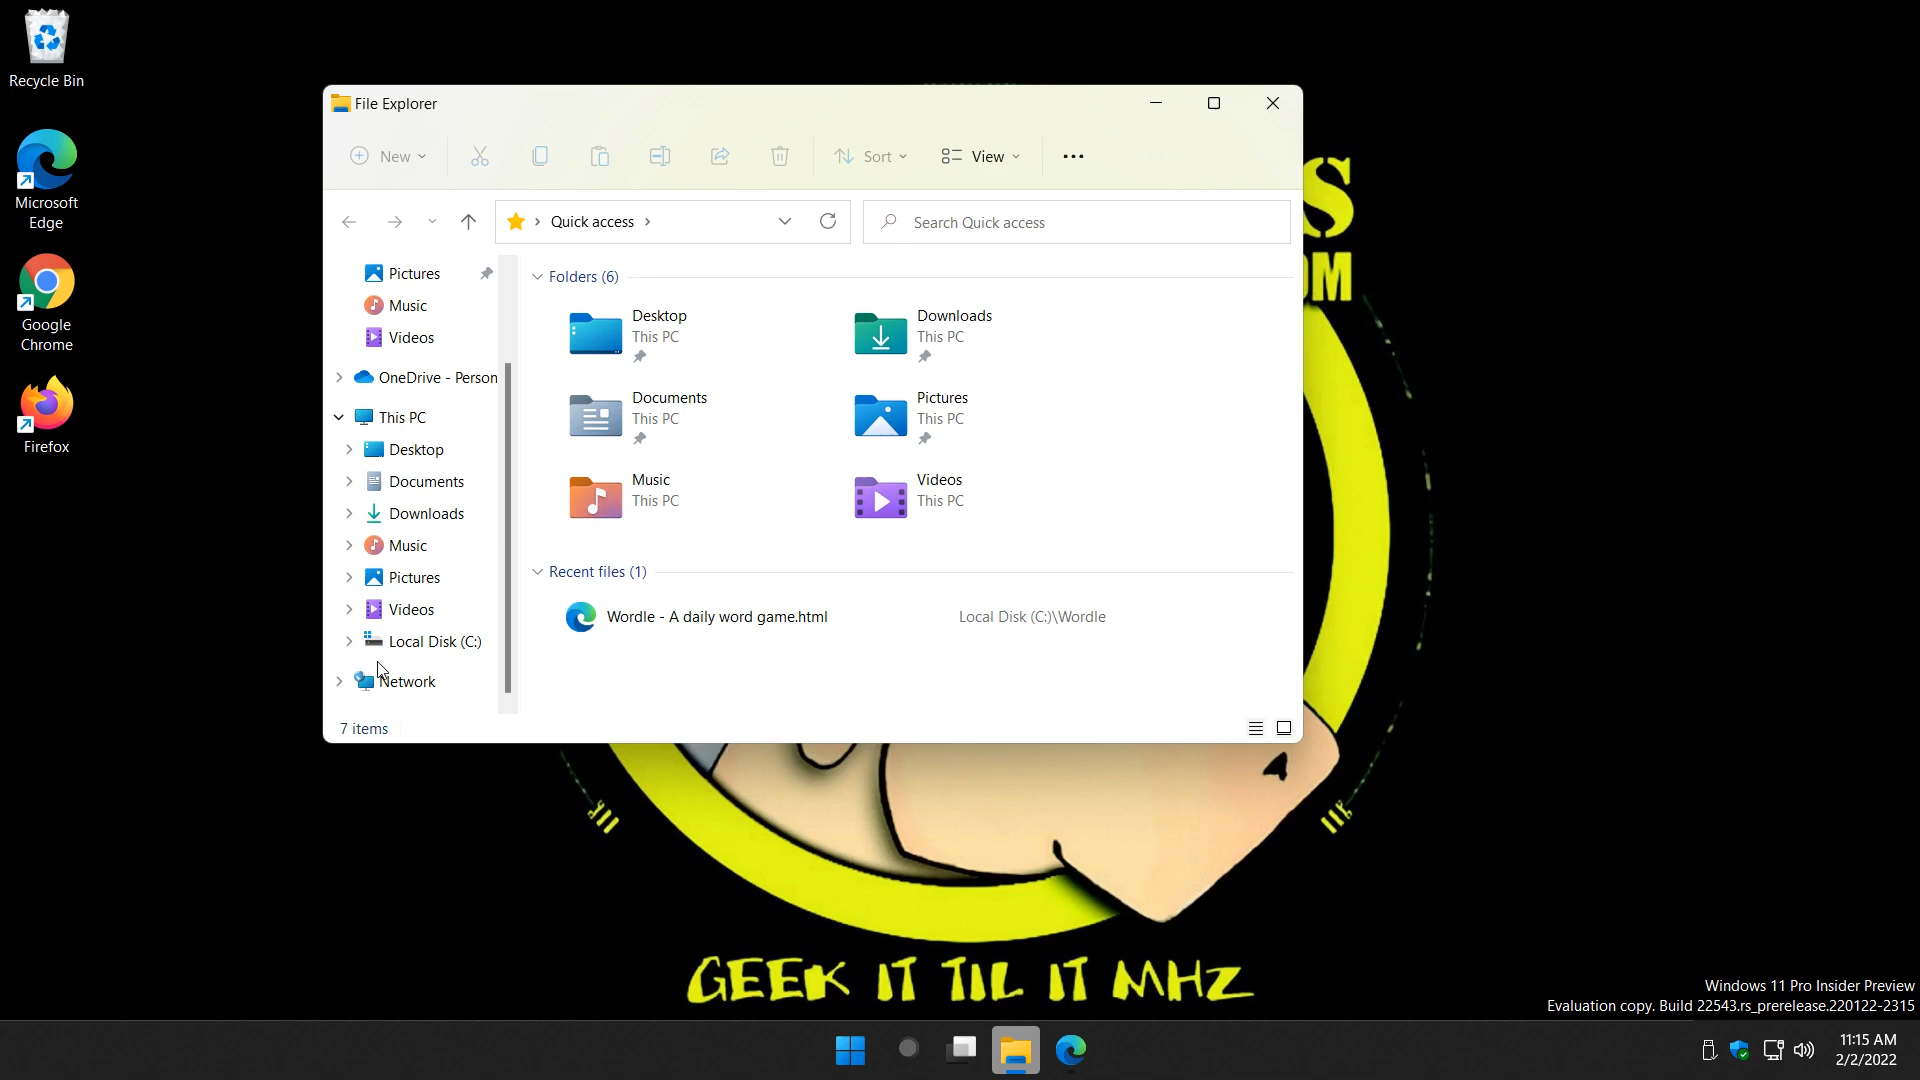 Recycle Bin
Microsoft
Edge
Google
Chrome
Firefox
File Explorer
New
Sort
View
Quick access
Search Quick access
Pictures
Music
Videos
OneDrive - Person
This PC
Desktop
Documents
Downloads
Music
Pictures
Videos
Local Disk (C:)
Network
Folders (6)
Desktop
This PC
Downloads
This PC
Documents
This PC
Pictures
This PC
Music
This PC
Videos
This PC
Recent files (1)
Wordle - A daily word game.html
Local Disk (C:)\Wordle
7 items
S
OM
GEEK IT TIL IT MHZ
Windows 11 Pro Insider Preview
Evaluation copy. Build 22543.rs_prerelease.220122-2315
11:15 AM
2/2/2022